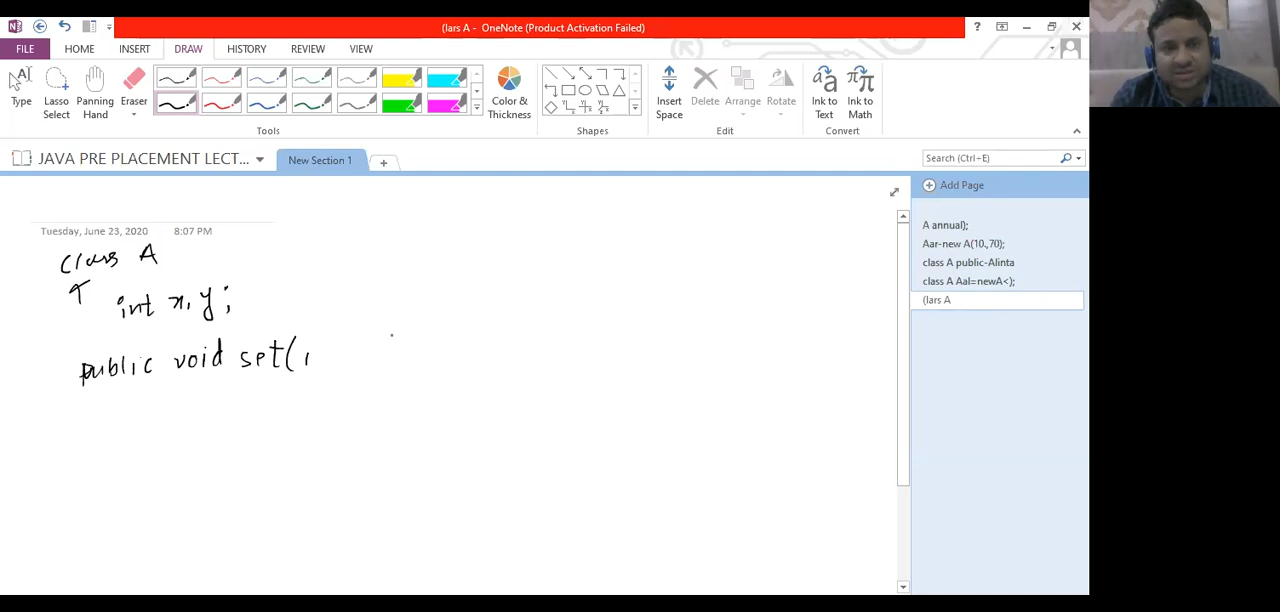 (lars A - OneNote (Product Activation Failed)
FILE HOME INSERT DRAW HISTORY REVIEW VIEW
Type Lasso Select Panning Hand Eraser Color & Thickness Insert Space Delete Arrange Rotate Ink to Text Ink to Math
Tools Shapes Edit Convert
JAVA PRE PLACEMENT LECT... New Section 1 Search (Ctrl+E)
Add Page
Tuesday, June 23, 2020 8:07 PM
A annual);
Aar-new A(10.,70);
class A public-Alinta
class A Aal=newA<);
(lars A
class A
int x, y;
public void set(